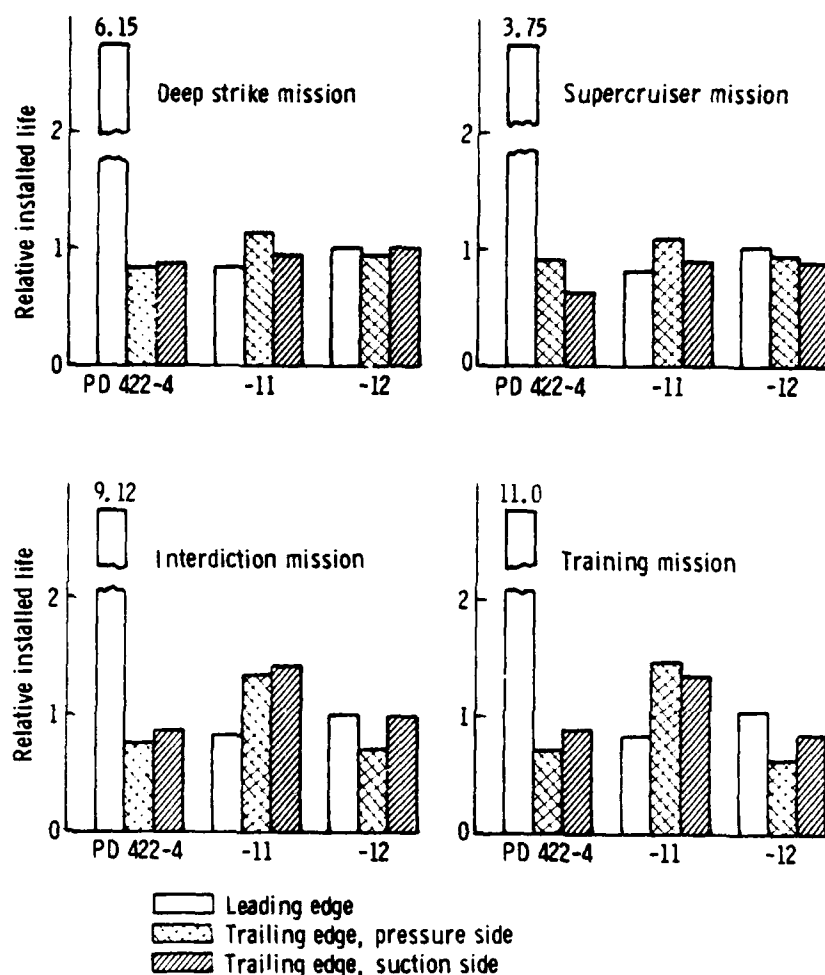 6.15
Deep strike mission
Relative installed life
2
1
0
PD 422-4 -11 -12
3.75
Supercruiser mission
2
1
0
PD 422-4 -11 -12
9.12
Interdiction mission
Relative installed life
2
1
0
PD 422-4 -11 -12
11.0
Training mission
2
1
0
PD 422-4 -11 -12
Leading edge
Trailing edge, pressure side
Trailing edge, suction side